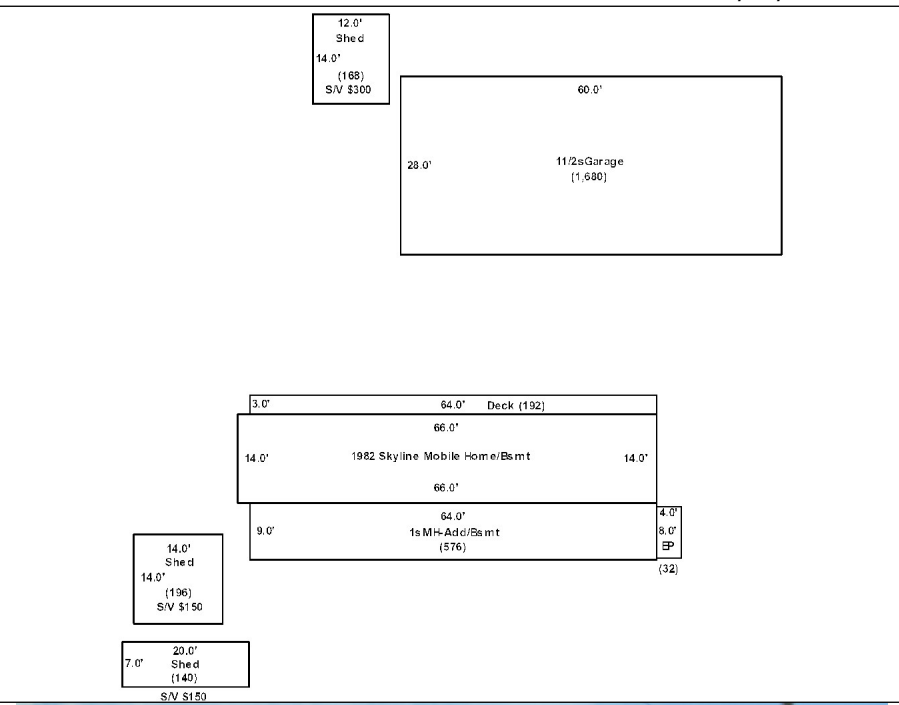 12.0'
Shed
14.0'
(168)
S/V $300
60.0'
28.0'
11/2sGarage
(1,680)
3.0' 64.0' Deck (192)
66.0'
14.0' 1982 Skyline Mobile Home/Bsmt 14.0'
66.0'
64.0'
9.0' 1sMH-Add/Bsmt
(576)
4.0'
8.0'
EP
(32)
14.0'
Shed
14.0'
(196)
S/V $150
20.0'
7.0' Shed
(140)
S/V $150